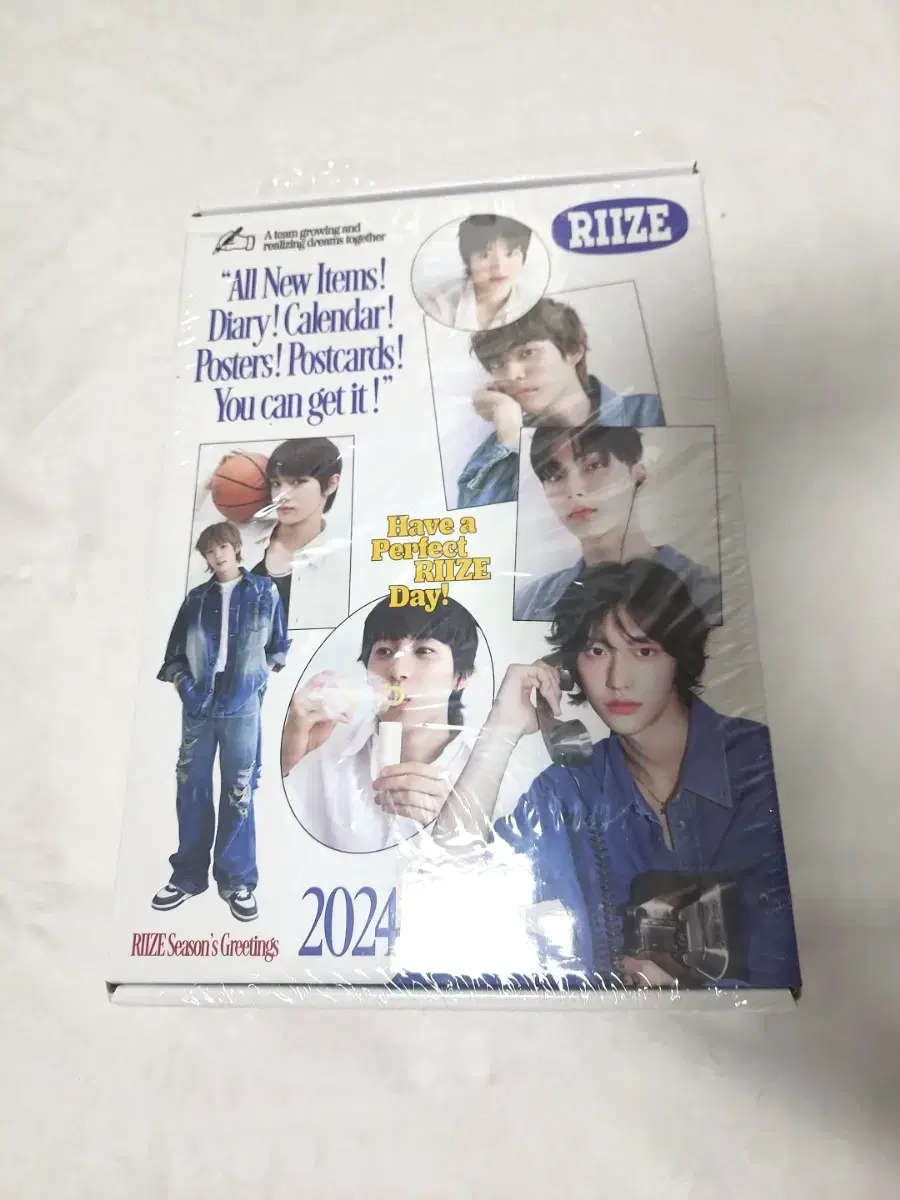 A team growing and
realizing dreams together
RIIZE
“All New Items!
Diary! Calendar!
Posters! Postcards!
You can get it!”
Have a
Perfect
RIIZE
Day!
RIIZE Season's Greetings
2024